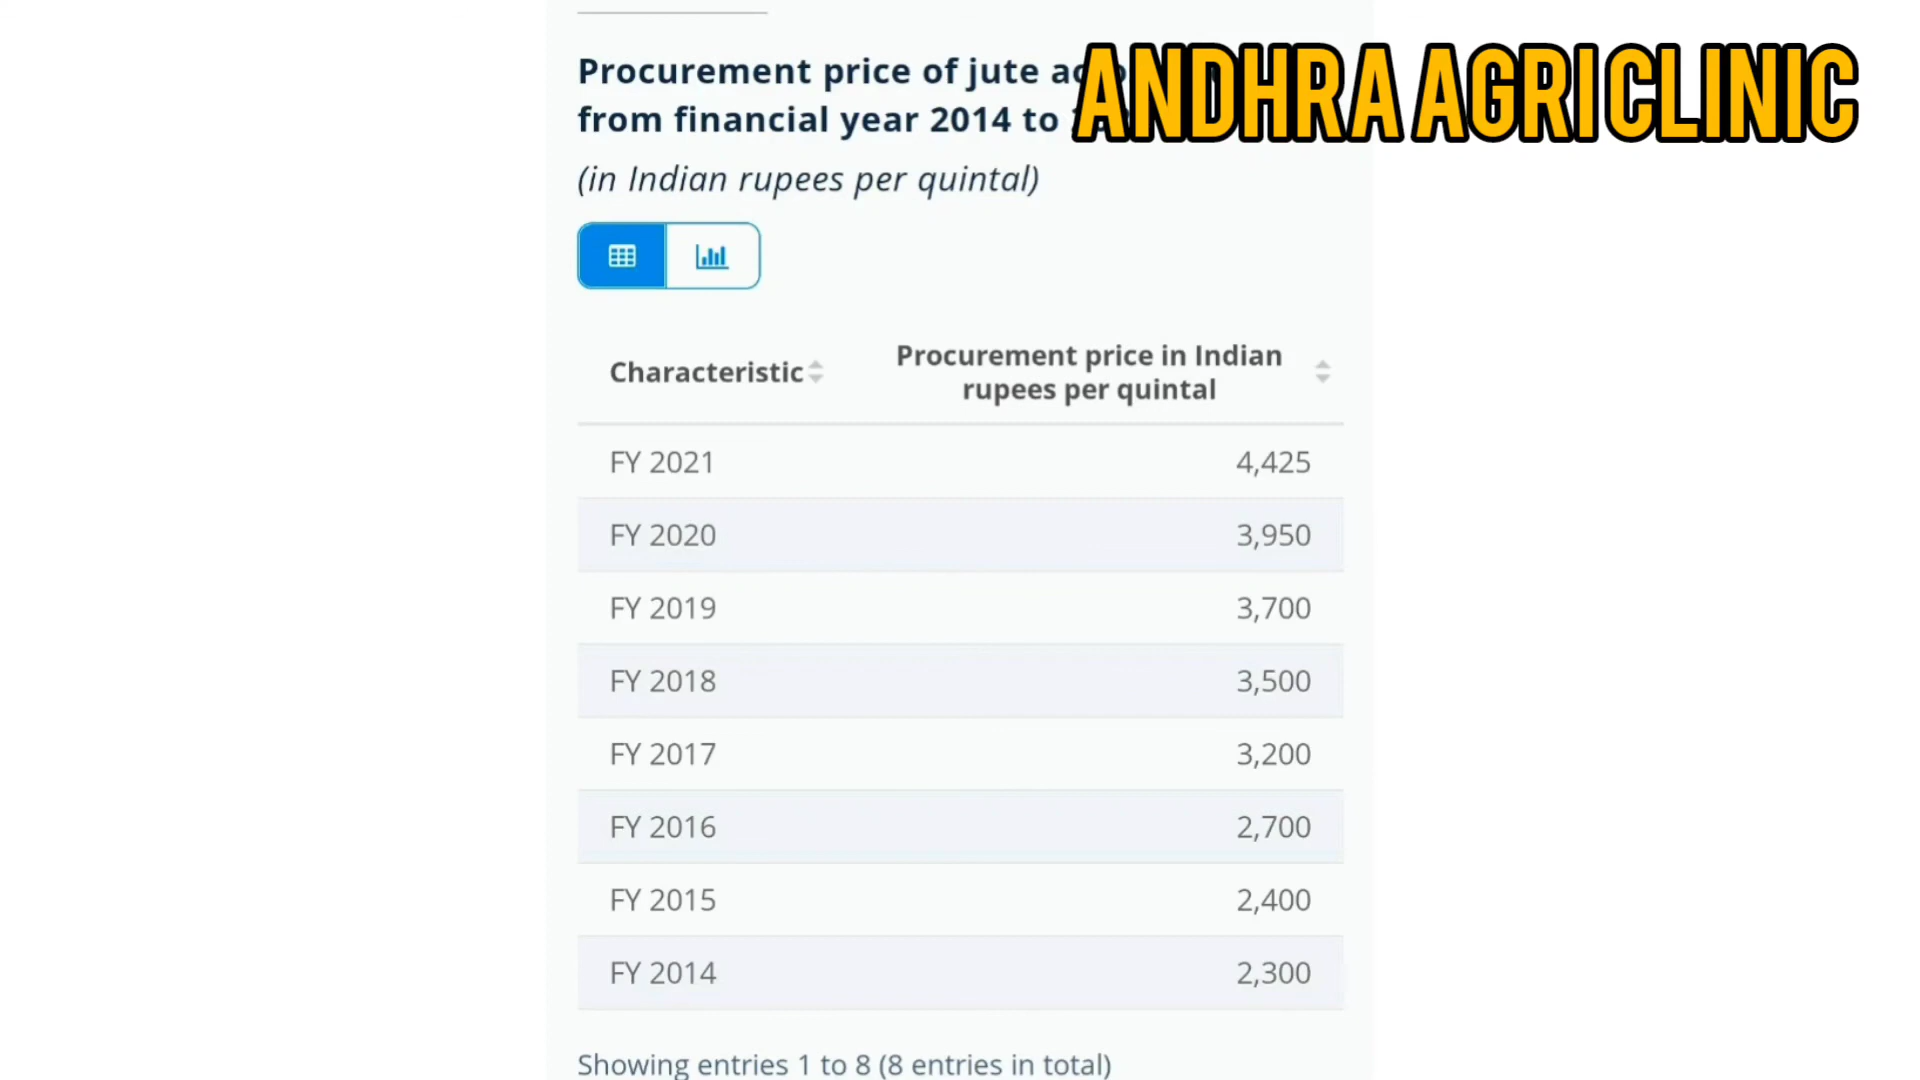 Procurement price of jute
ANDHRA AGRI CLINIC
from financial year 2014 to
(in Indian rupees per quintal)
Characteristic
Procurement price in Indian
rupees per quintal
FY 2021 4,425
FY 2020 3,950
FY 2019 3,700
FY 2018 3,500
FY 2017 3,200
FY 2016 2,700
FY 2015 2,400
FY 2014 2,300
Showing entries 1 to 8 (8 entries in total)